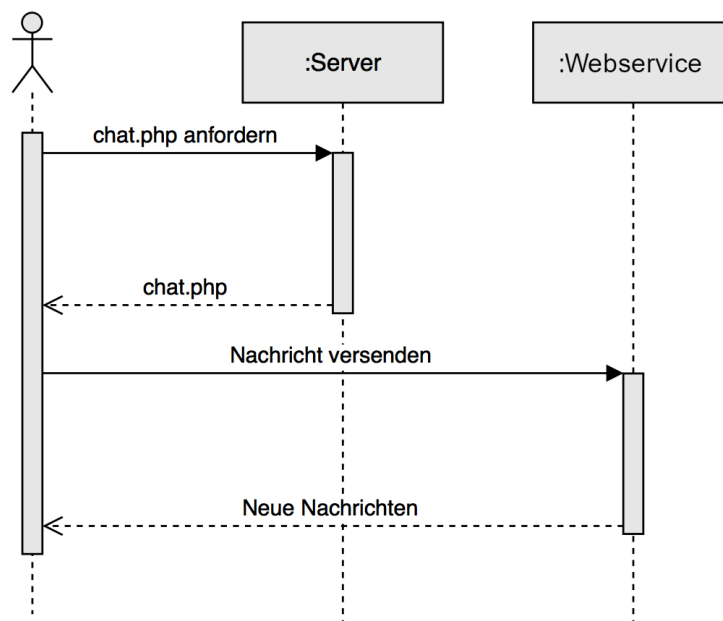 :Server
:Webservice
chat.php anfordern
chat.php
Nachricht versenden
Neue Nachrichten